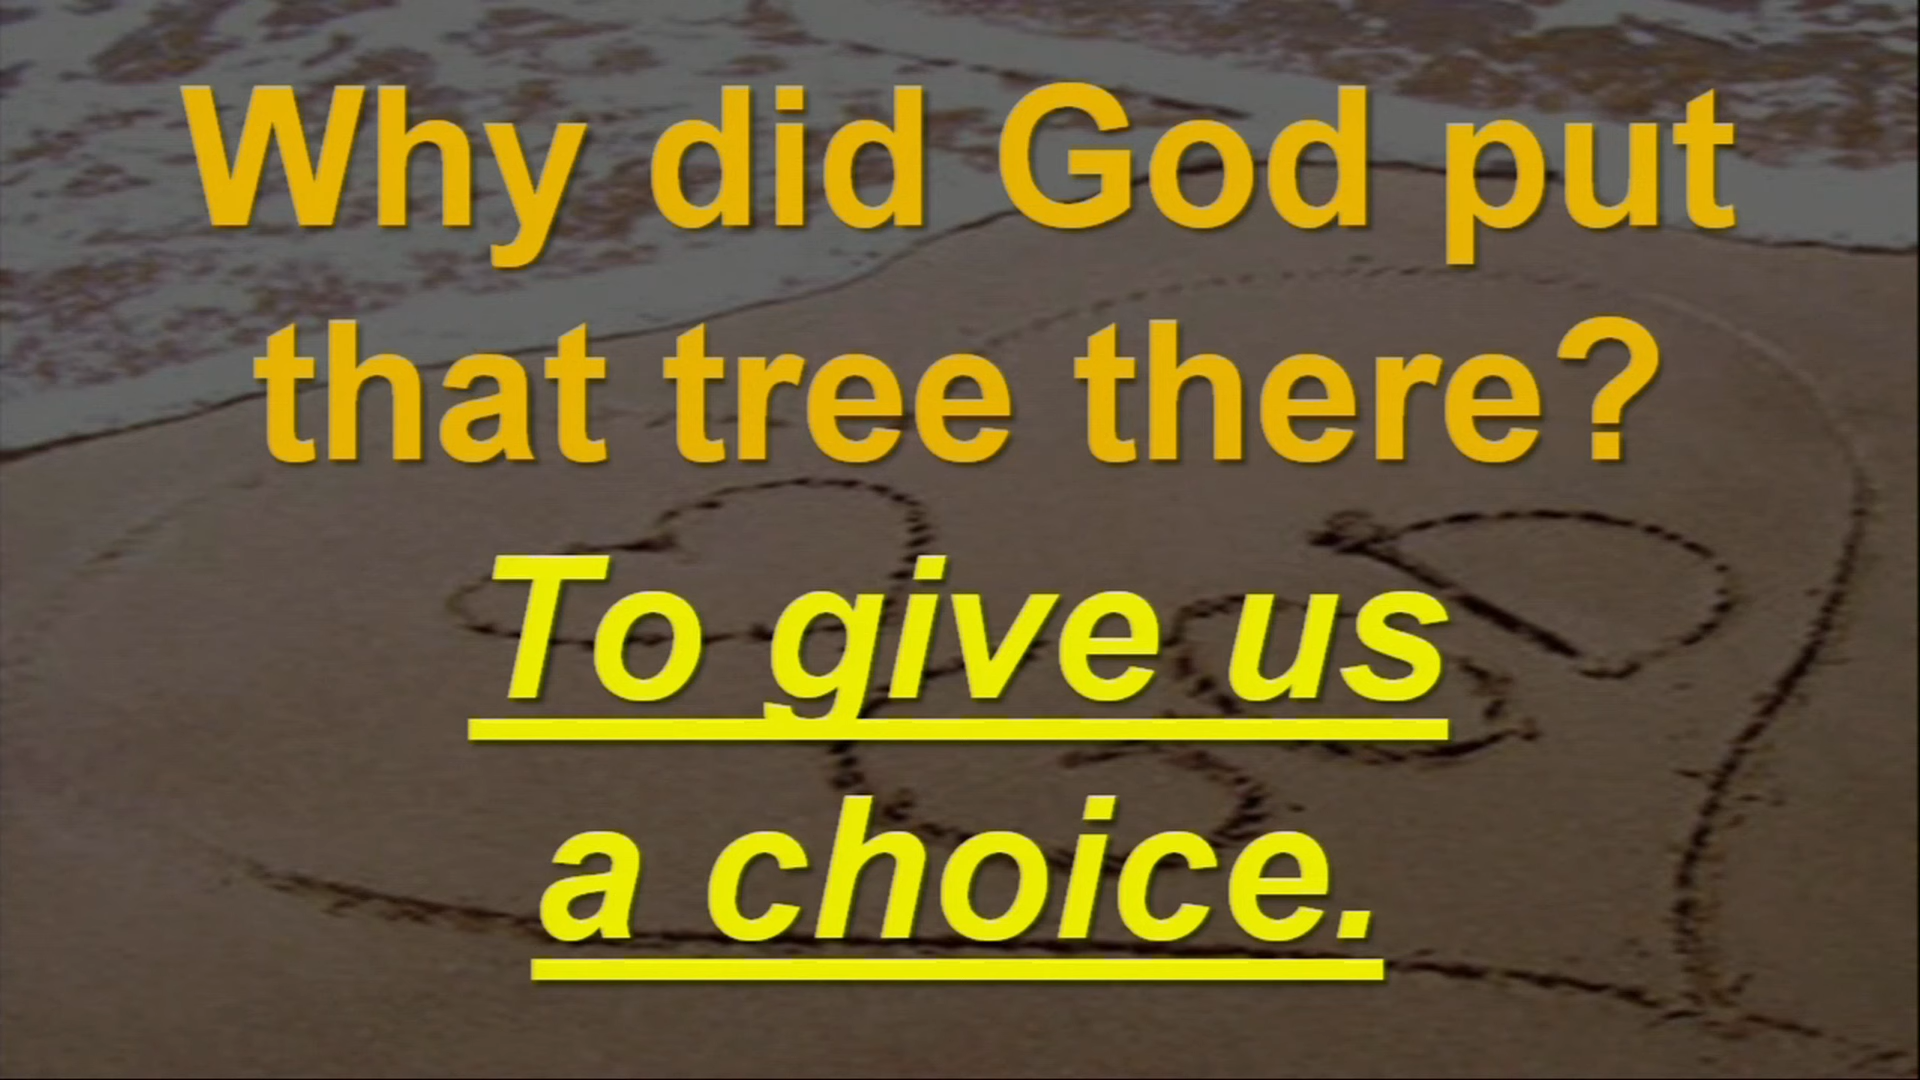 Why did God put
that tree there?
To give us
a choice.